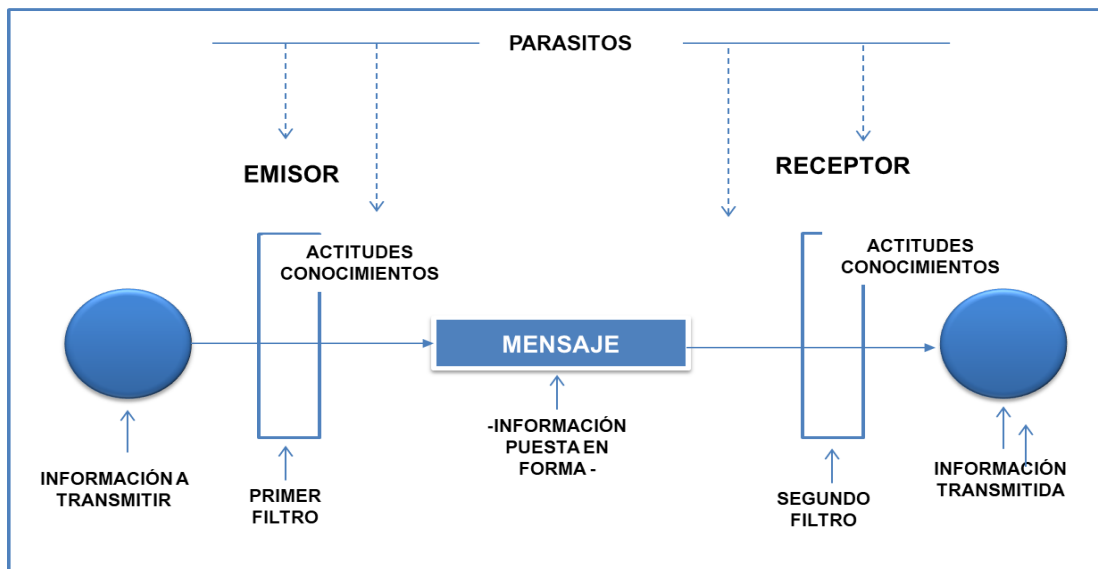 PARASITOS
EMISOR
RECEPTOR
ACTITUDES
CONOCIMIENTOS
ACTITUDES
CONOCIMIENTOS
MENSAJE
-INFORMACIÓN
PUESTA EN
FORMA -
INFORMACIÓN A
TRANSMITIR
PRIMER
FILTRO
SEGUNDO
FILTRO
INFORMACIÓN
TRANSMITIDA